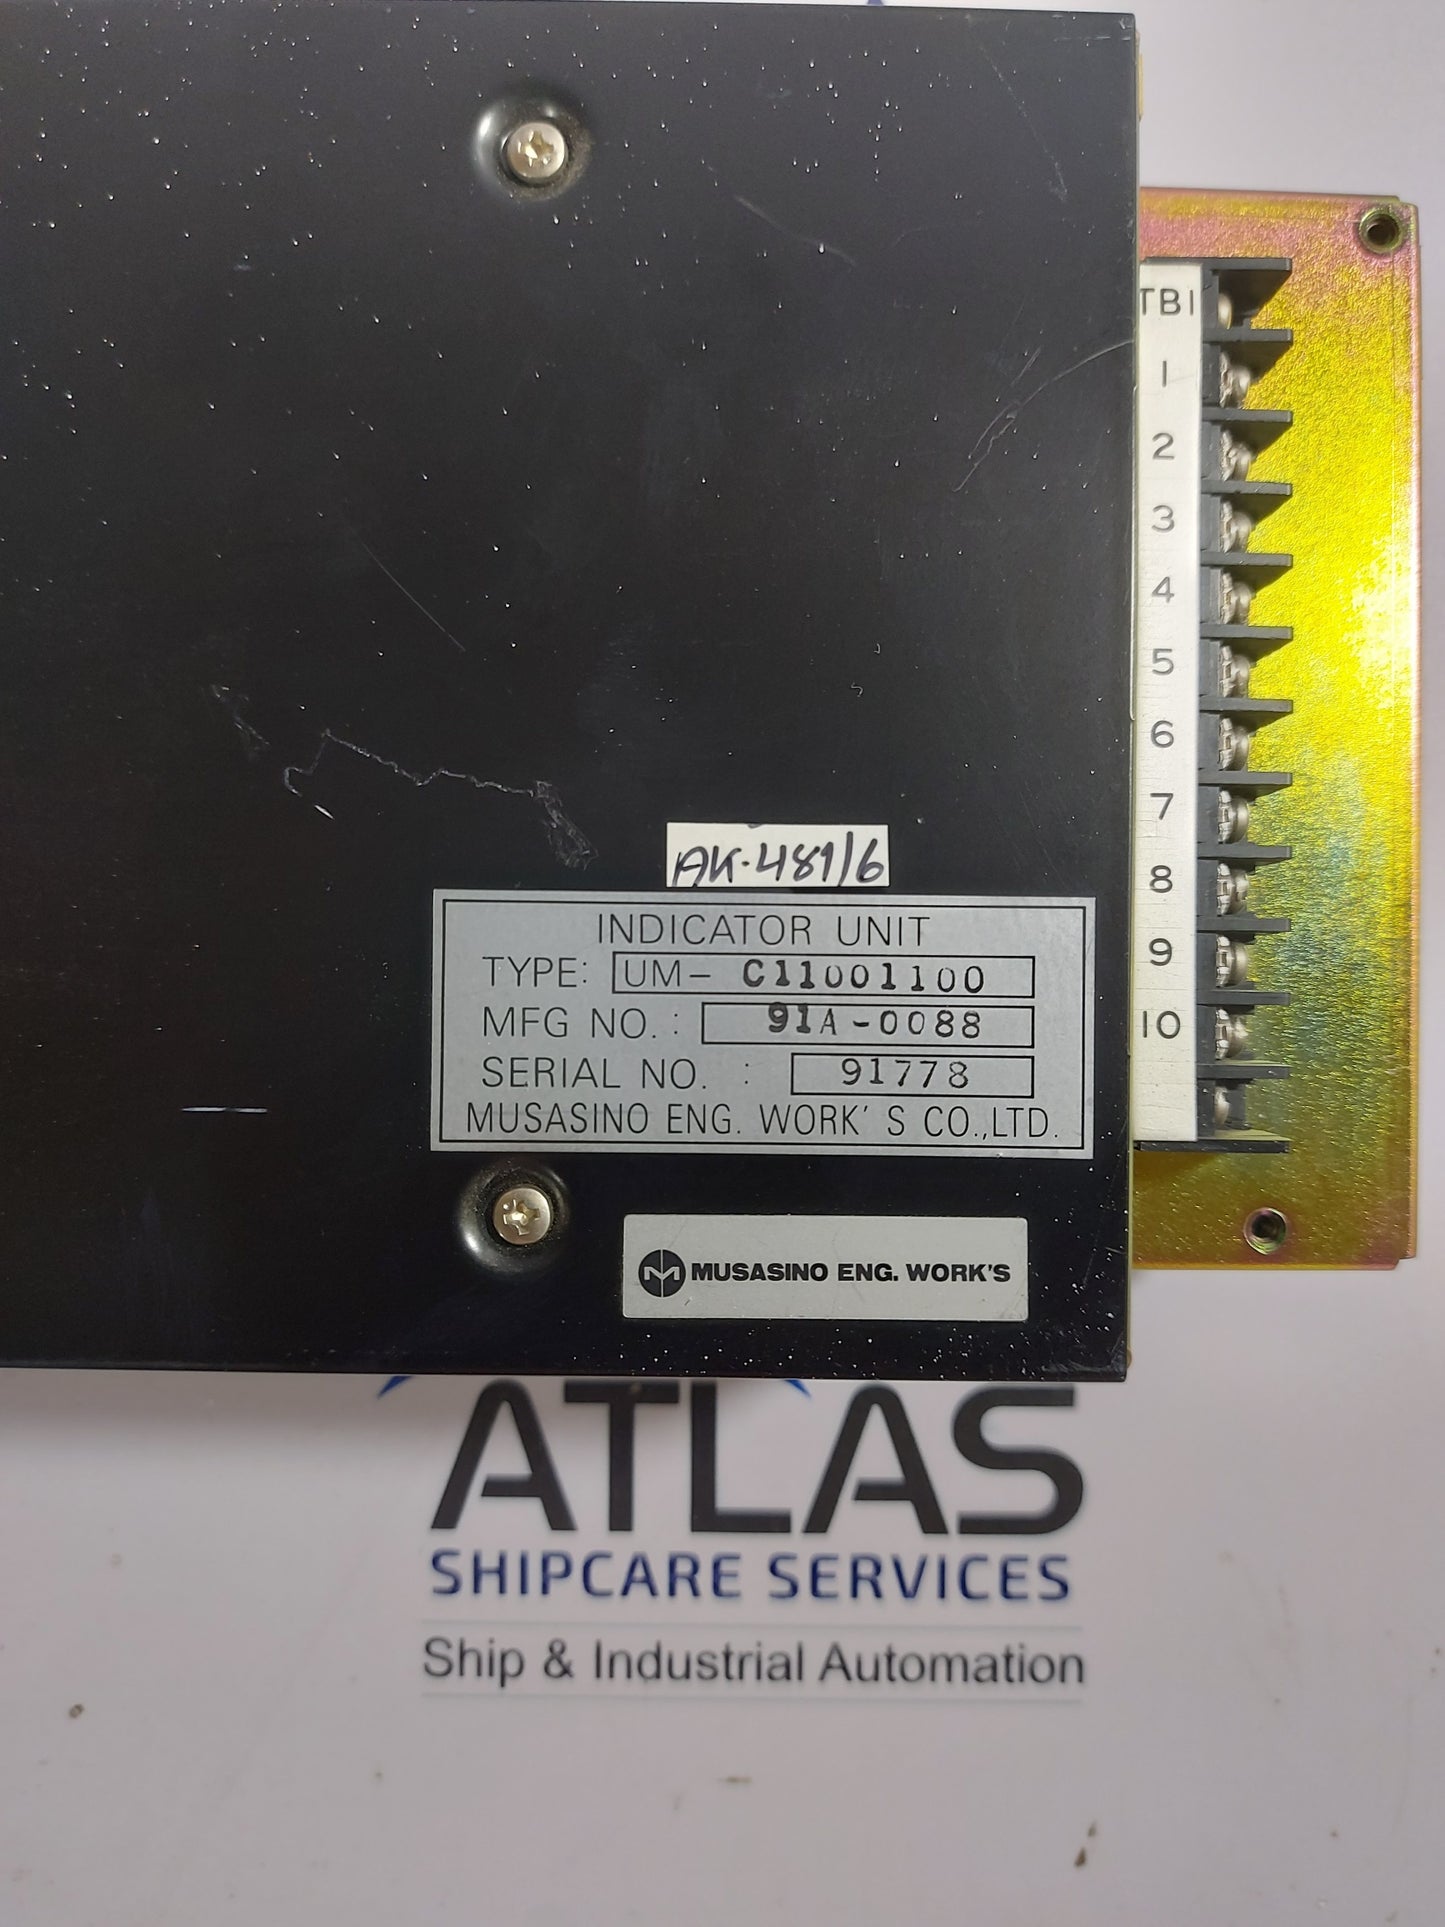 TB1
1
2
3
4
5
6
7
8
9
10
AK-481/6
INDICATOR UNIT
TYPE: UM- C11001100
MFG NO. : 91A-0088
SERIAL NO. : 91778
MUSASINO ENG. WORK' S CO.,LTD.
MUSASINO ENG. WORK'S
ATLAS
SHIPCARE SERVICES
Ship & Industrial Automation